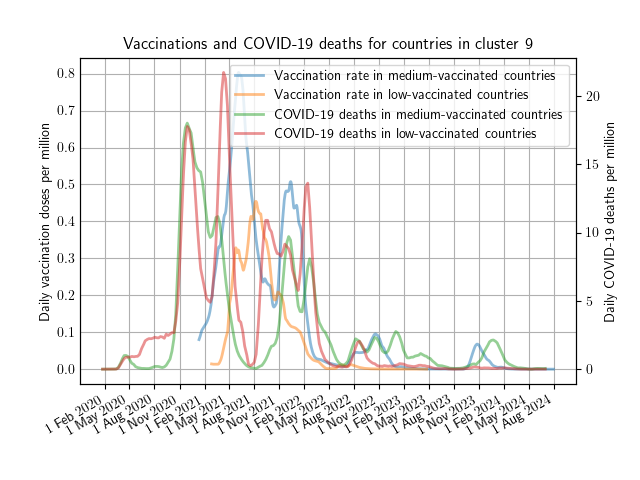 Vaccinations and COVID-19 deaths for countries in cluster 9
Vaccination rate in medium-vaccinated countries
Vaccination rate in low-vaccinated countries
COVID-19 deaths in medium-vaccinated countries
COVID-19 deaths in low-vaccinated countries
Daily vaccination doses per million
0.8
0.7
0.6
0.5
0.4
0.3
0.2
0.1
0.0
20
15
10
5
0
Daily COVID-19 deaths per million
1 Feb 2020
1 May 2020
1 Aug 2020
1 Nov 2020
1 Feb 2021
1 May 2021
1 Aug 2021
1 Nov 2021
1 Feb 2022
1 May 2022
1 Aug 2022
1 Nov 2022
1 Feb 2023
1 May 2023
1 Aug 2023
1 Nov 2023
1 Feb 2024
1 May 2024
1 Aug 2024